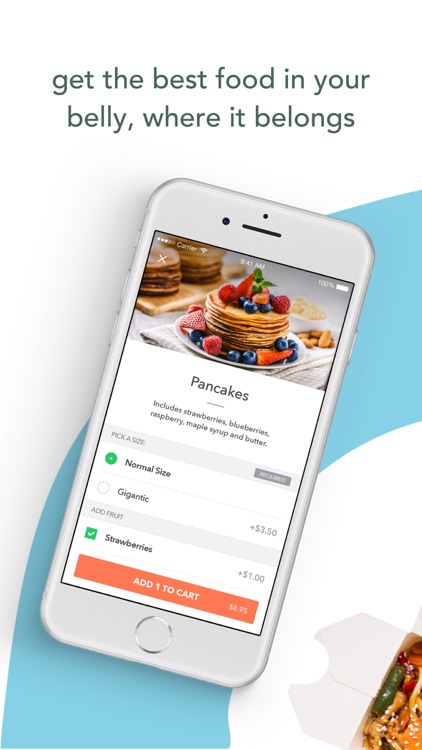 get the best food in your
belly, where it belongs
Carrier
9:41 AM
100%
Pancakes
Includes strawberries, blueberries,
raspberry, maple syrup and butter.
PICK A SIZE:
REQUIRED
Normal Size
Gigantic
+$3.50
ADD FRUIT
Strawberries
+$1.00
ADD 1 TO CART
$8.95